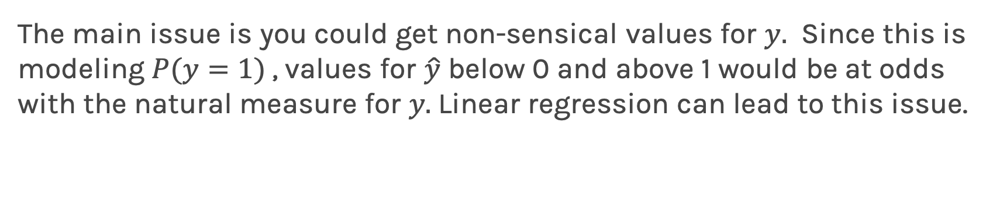 The main issue is you could get non-sensical values for y. Since this is
modeling P(y = 1), values for ŷ below 0 and above 1 would be at odds
with the natural measure for y. Linear regression can lead to this issue.